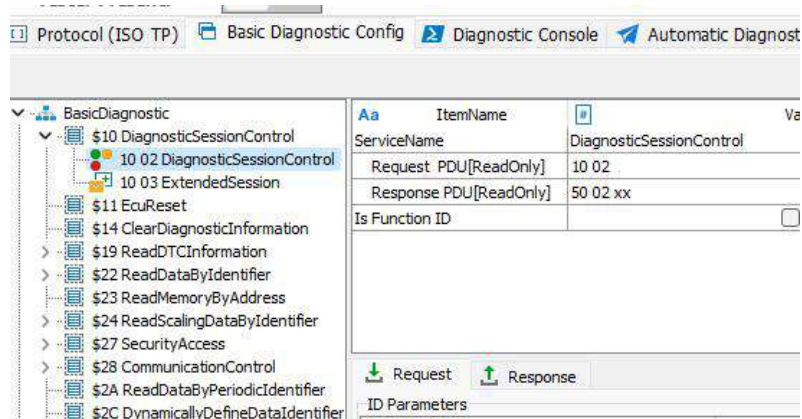 Protocol (ISO TP) Basic Diagnostic Config Diagnostic Console Automatic Diagnost
BasicDiagnostic
$10 DiagnosticSessionControl
10 02 DiagnosticSessionControl
10 03 ExtendedSession
$11 EcuReset
$14 ClearDiagnosticInformation
$19 ReadDTCInformation
$22 ReadDataByIdentifier
$23 ReadMemoryByAddress
$24 ReadScalingDataByIdentifier
$27 SecurityAccess
$28 CommunicationControl
$2A ReadDataByPeriodicIdentifier
$2C DynamicallyDefineDataIdentifier
Aa ItemName # Va
ServiceName DiagnosticSessionControl
Request PDU[ReadOnly] 10 02
Response PDU[ReadOnly] 50 02 xx
Is Function ID
Request Response
ID Parameters